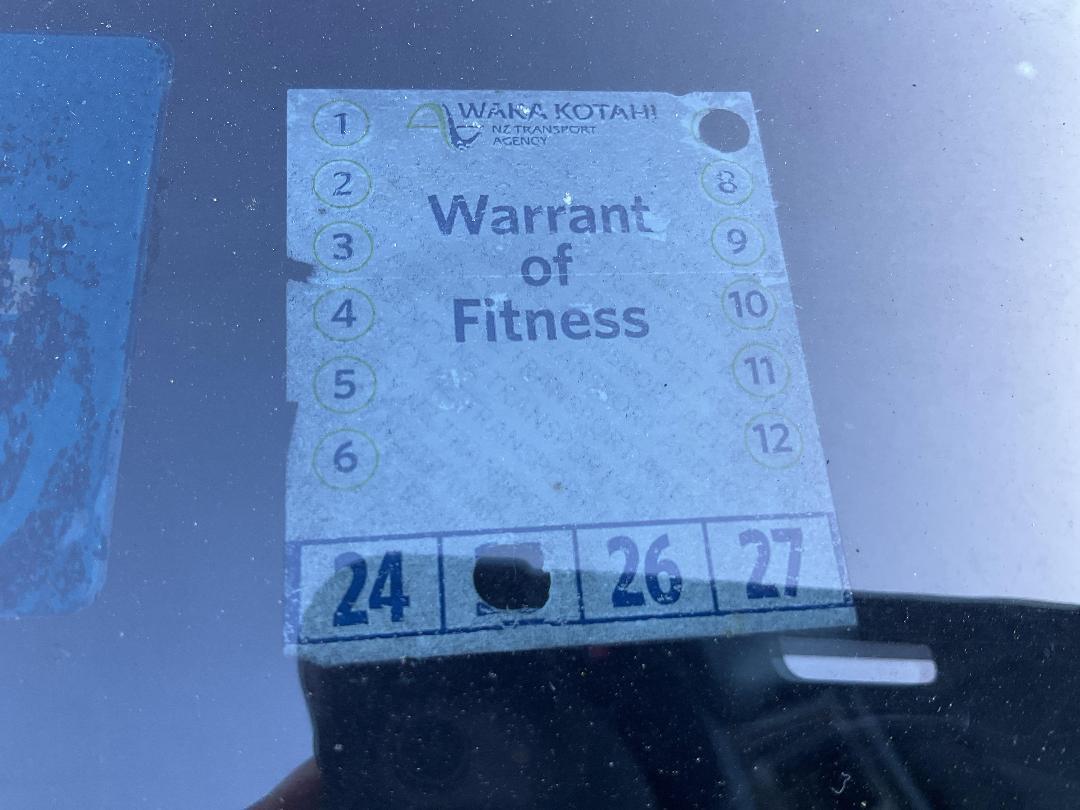 WAKA KOTAHI
NZ TRANSPORT
AGENCY
Warrant
of
Fitness
1
2
3
4
5
6
8
9
10
11
12
24 26 27